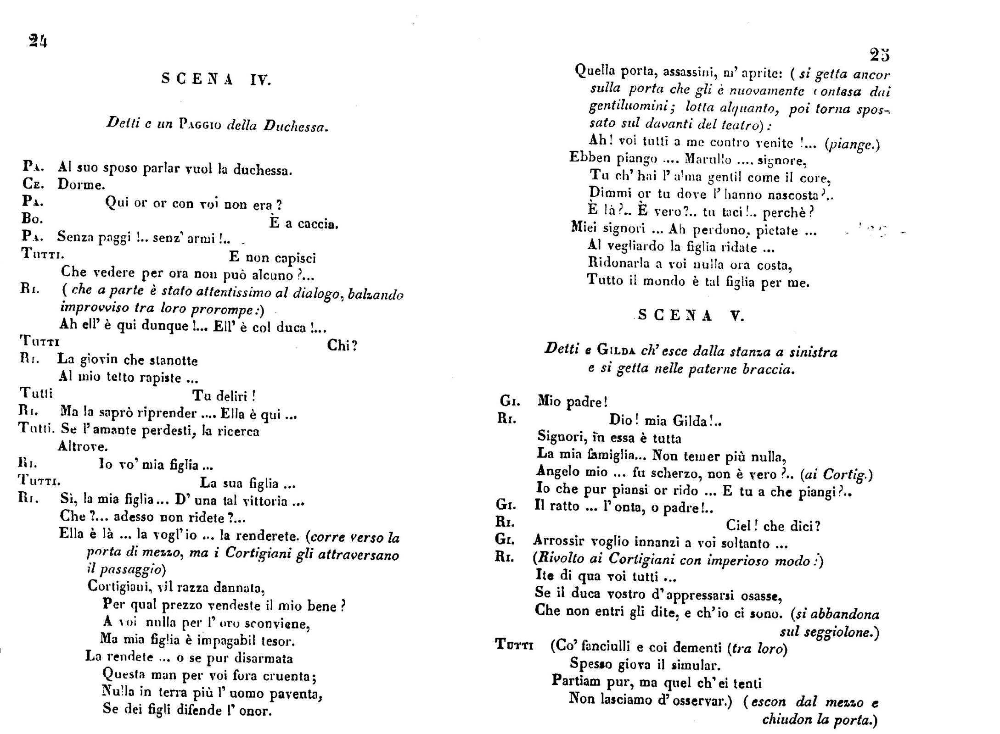 24
SCENA IV.
Detti e un PAGGIO della Duchessa.
PA. Al suo sposo parlar vuol la duchessa.
CE. Dorme.
PA. Qui or or con voi non era?
BO. È a caccia.
PA. Senza paggi!.. senz' armi!..
TUTTI. E non capisci
Che vedere per ora non può alcuno?...
RI. (che a parte è stato attentissimo al dialogo, balzando
improvviso tra loro prorompe:)
Ah ell' è qui dunque!... Ell' è col duca!...
TUTTI Chi?
RI. La giovin che stanotte
Al mio tetto rapiste ...
Tutti Tu deliri!
RI. Ma la saprò riprender .... Ella è qui ...
Tutti. Se l' amante perdesti, la ricerca
Altrove.
RI. Io vo' mia figlia ...
TUTTI. La sua figlia ...
RI. Sì, la mia figlia... D' una tal vittoria ...
Che?... adesso non ridete?...
Ella è là ... la vogl' io ... la renderete. (corre verso la
porta di mezzo, ma i Cortigiani gli attraversano
il passaggio)
Cortigiani, vil razza dannata,
Per qual prezzo vendeste il mio bene?
A voi nulla per l' oro sconviene,
Ma mia figlia è impagabil tesor.
La rendete ... o se pur disarmata
Questa man per voi fora cruenta;
Nulla in terra più l' uomo paventa,
Se dei figli difende l' onor.
25
Quella porta, assassini, m' aprite: (si getta ancor
sulla porta che gli è nuovamente contesa dai
gentiluomini; lotta alquanto, poi torna spos-
sato sul davanti del teatro):
Ah! voi tutti a me contro venite!... (piange.)
Ebben piango .... Marullo .... signore,
Tu ch' hai l' alma gentil come il core,
Dimmi or tu dove l' hanno nascosta?..
È là?.. È vero?.. tu taci!.. perchè?
Miei signori ... Ah perdono, pietate ...
Al vegliardo la figlia ridate ...
Ridonarla a voi nulla ora costa,
Tutto il mondo è tal figlia per me.
SCENA V.
Detti e GILDA ch' esce dalla stanza a sinistra
e si getta nelle paterne braccia.
GI. Mio padre!
RI. Dio! mia Gilda!..
Signori, in essa è tutta
La mia famiglia... Non temer più nulla,
Angelo mio ... fu scherzo, non è vero?.. (ai Cortig.)
Io che pur piansi or rido ... E tu a che piangi?..
GI. Il ratto ... l' onta, o padre!..
RI. Ciel! che dici?
GI. Arrossir voglio innanzi a voi soltanto ...
RI. (Rivolto ai Cortigiani con imperioso modo:)
Ite di qua voi tutti ...
Se il duca vostro d' appressarsi osasse,
Che non entri gli dite, e ch' io ci sono. (si abbandona
sul seggiolone.)
TUTTI (Co' fanciulli e coi dementi (tra loro)
Spesso giova il simular.
Partiam pur, ma quel ch' ei tenti
Non lasciamo d' osservar.) (escon dal mezzo e
chiudon la porta.)